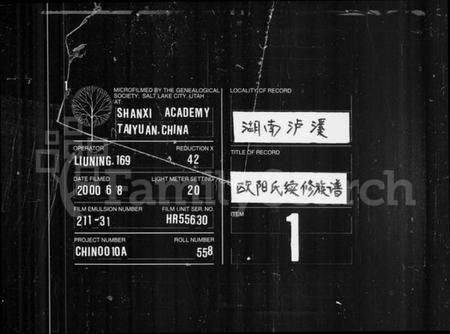 MICROFILMED BY THE GENEALOGICAL
SOCIETY, SALT LAKE CITY, UTAH
AT:
SHANXI ACADEMY
TAIYUAN.CHINA
OPERATOR
REDUCTION X
LIUNING.169
42
DATE FILMED
LIGHT METER SETTING
2000 6 8
20
FILM EMULSION NUMBER
FILM UNIT SER. NO.
211-31
HR55630
PROJECT NUMBER
ROLL NUMBER
CHINO010A
558
LOCALITY OF RECORD
湖南泸溪
TITLE OF RECORD
欧阳氏续修族谱
ITEM
1
FamilySearch